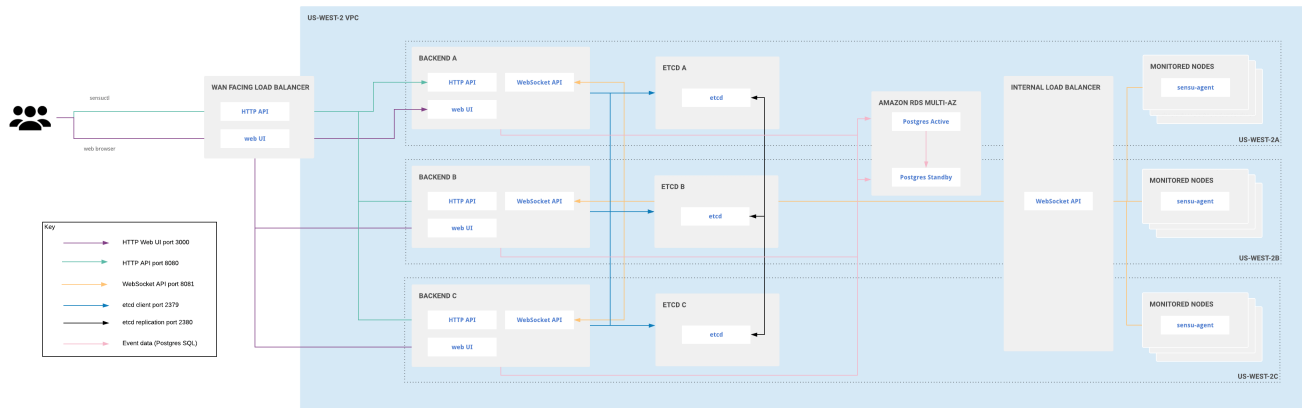 US-WEST-2 VPC
WAN FACING LOAD BALANCER
HTTP API
web UI
sensuctl
web browser
BACKEND A
HTTP API
WebSocket API
web UI
ETCD A
etcd
AMAZON RDS MULTI-AZ
Postgres Active
Postgres Standby
INTERNAL LOAD BALANCER
WebSocket API
MONITORED NODES
sensu-agent
US-WEST-2A
BACKEND B
HTTP API
WebSocket API
web UI
ETCD B
etcd
MONITORED NODES
sensu-agent
US-WEST-2B
BACKEND C
HTTP API
WebSocket API
web UI
ETCD C
etcd
MONITORED NODES
sensu-agent
US-WEST-2C
Key
HTTP Web UI port 3000
HTTP API port 8080
WebSocket API port 8081
etcd client port 2379
etcd replication port 2380
Event data (Postgres SQL)